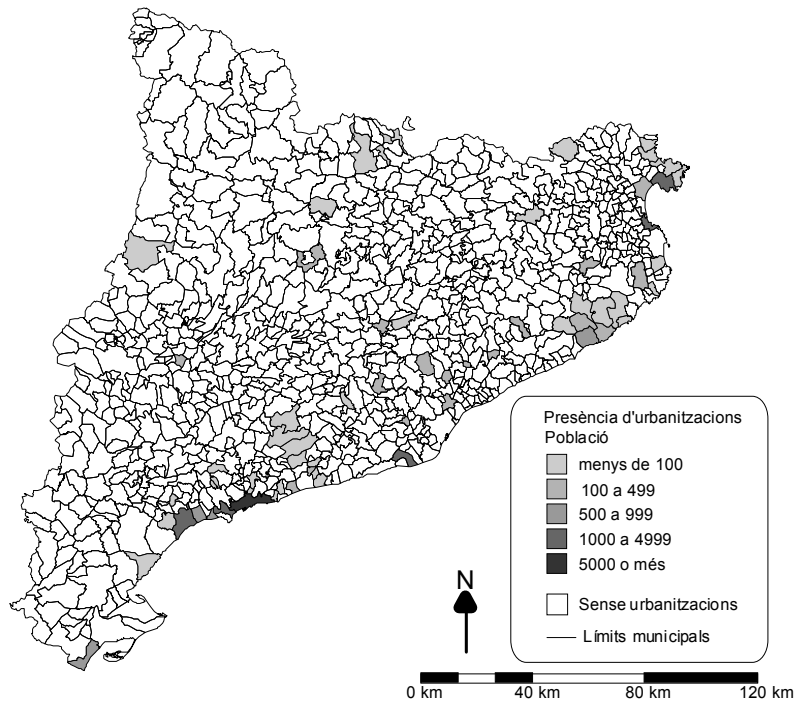 Presència d'urbanitzacions
Població
menys de 100
100 a 499
500 a 999
1000 a 4999
5000 o més
Sense urbanitzacions
Límits municipals
N
0 km 40 km 80 km 120 km